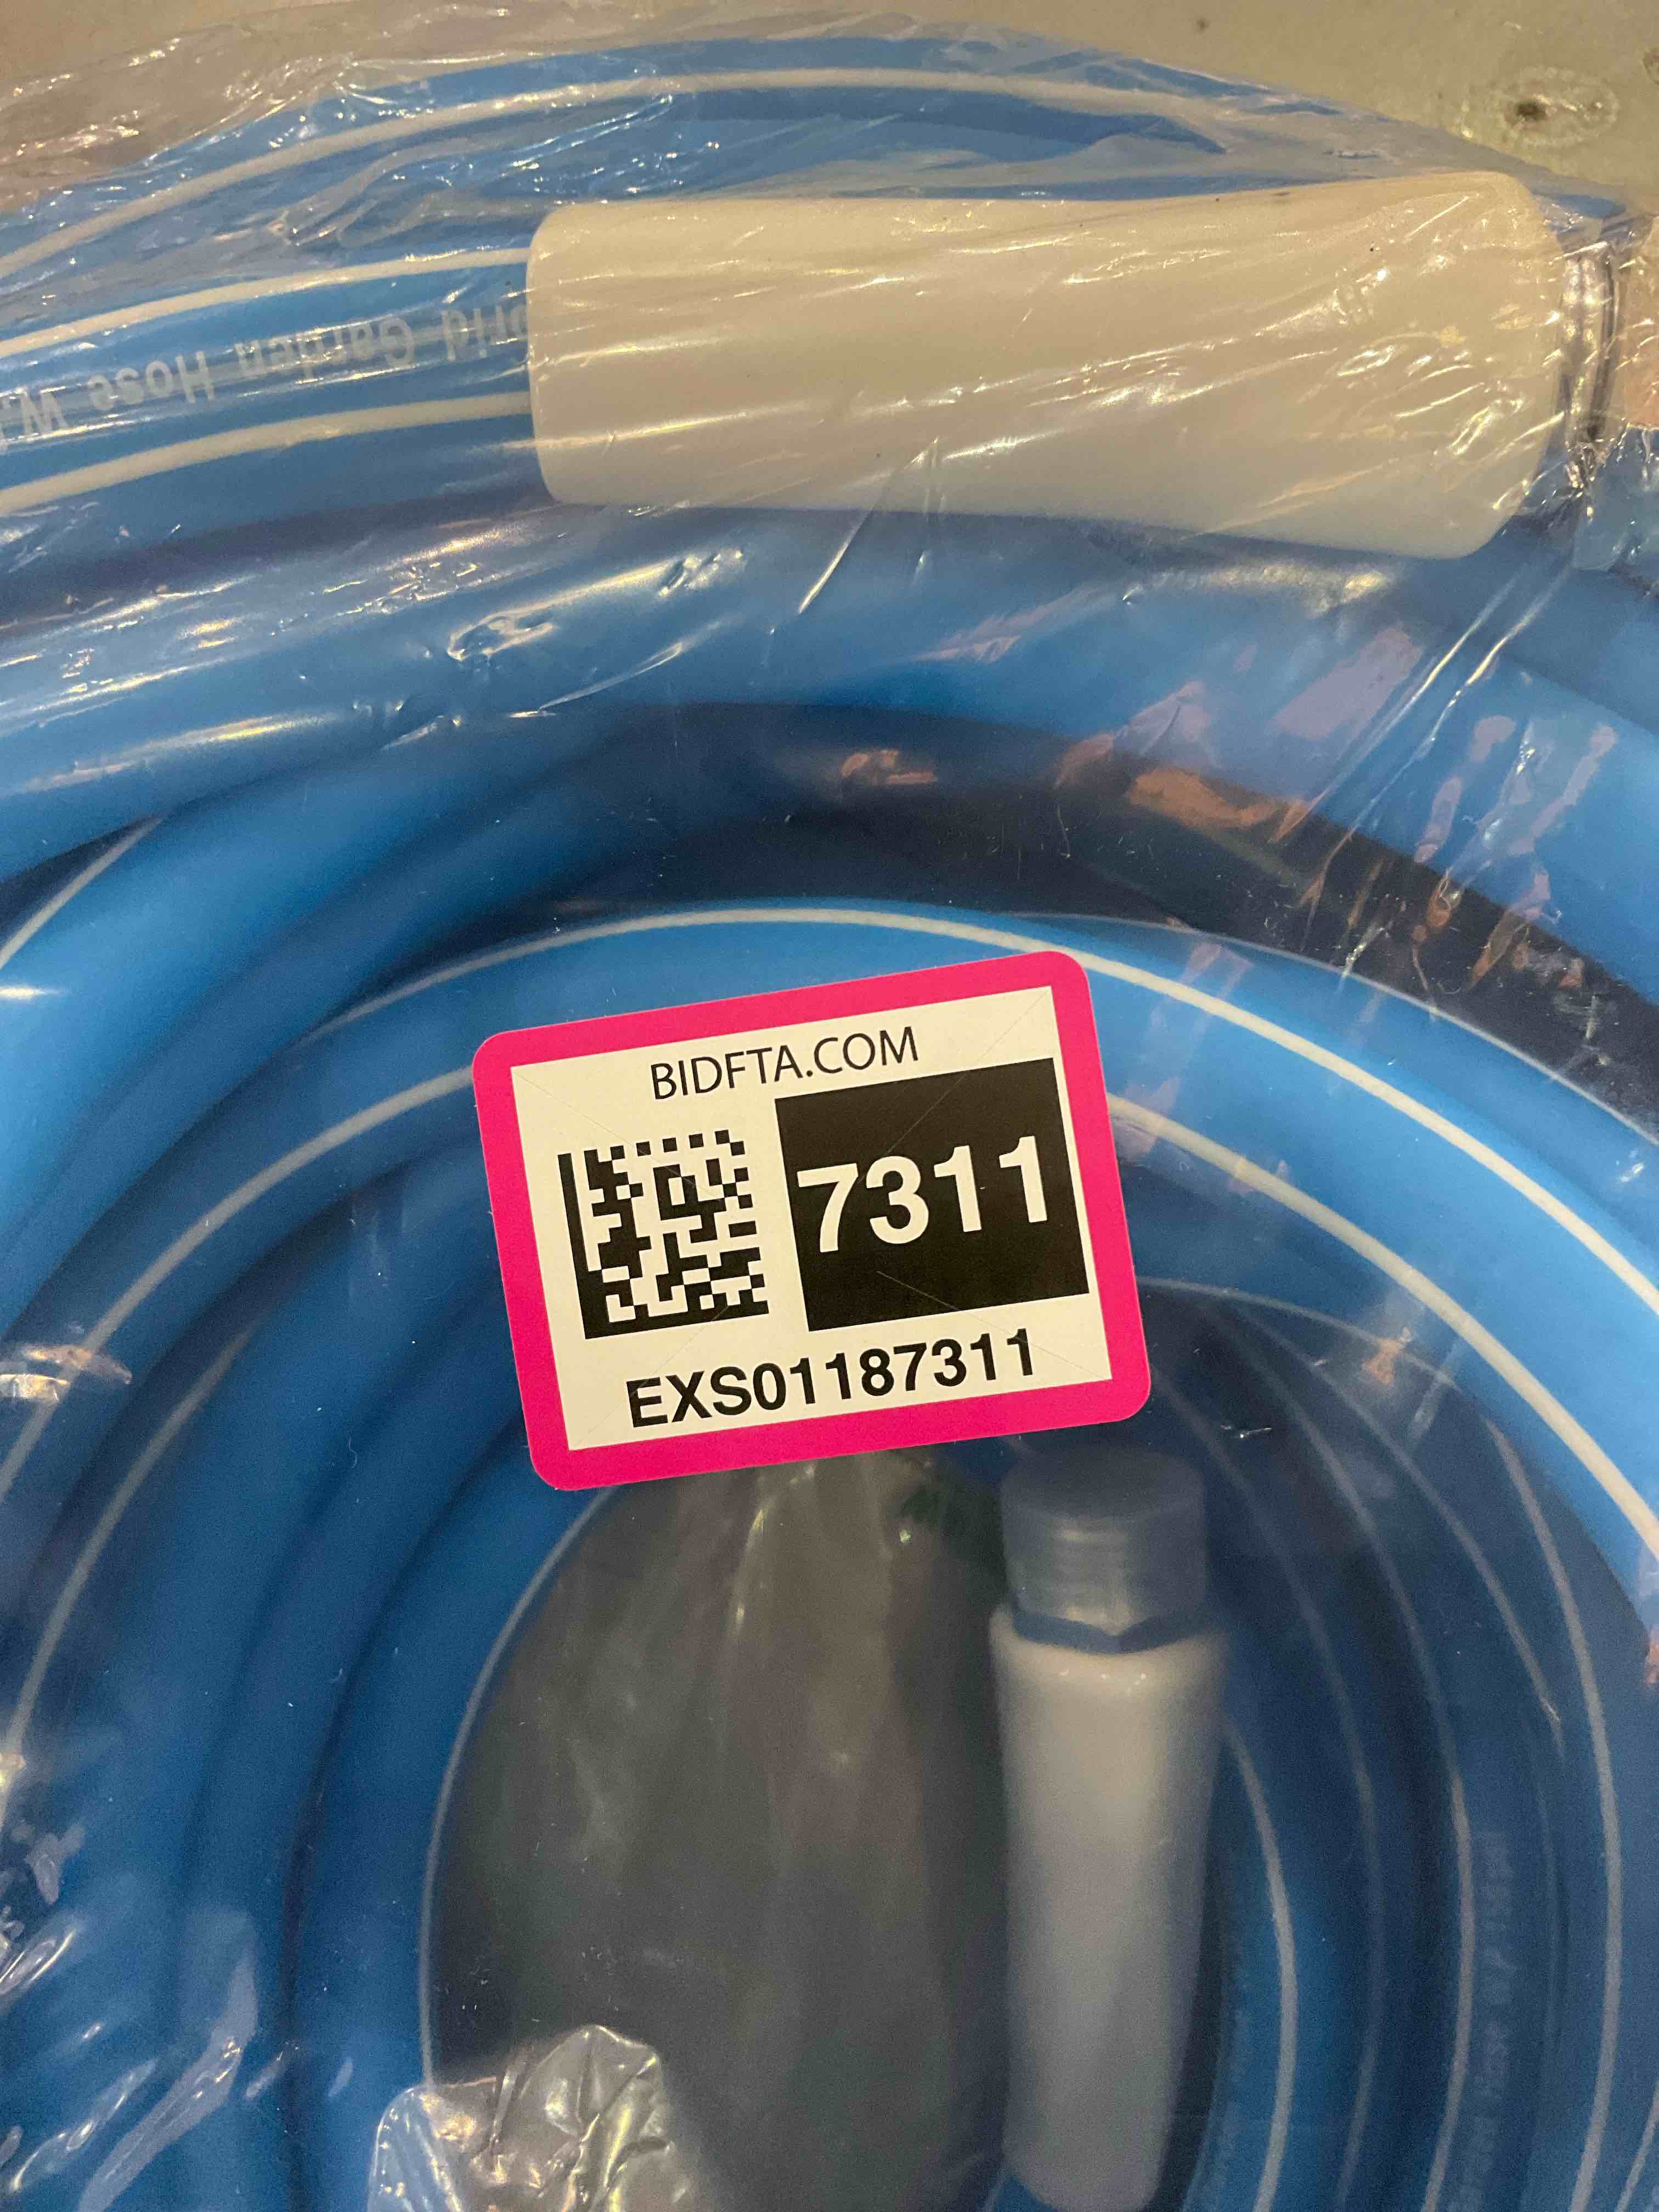 Garden Hose
BIDFTA.COM
7311
EXS01187311